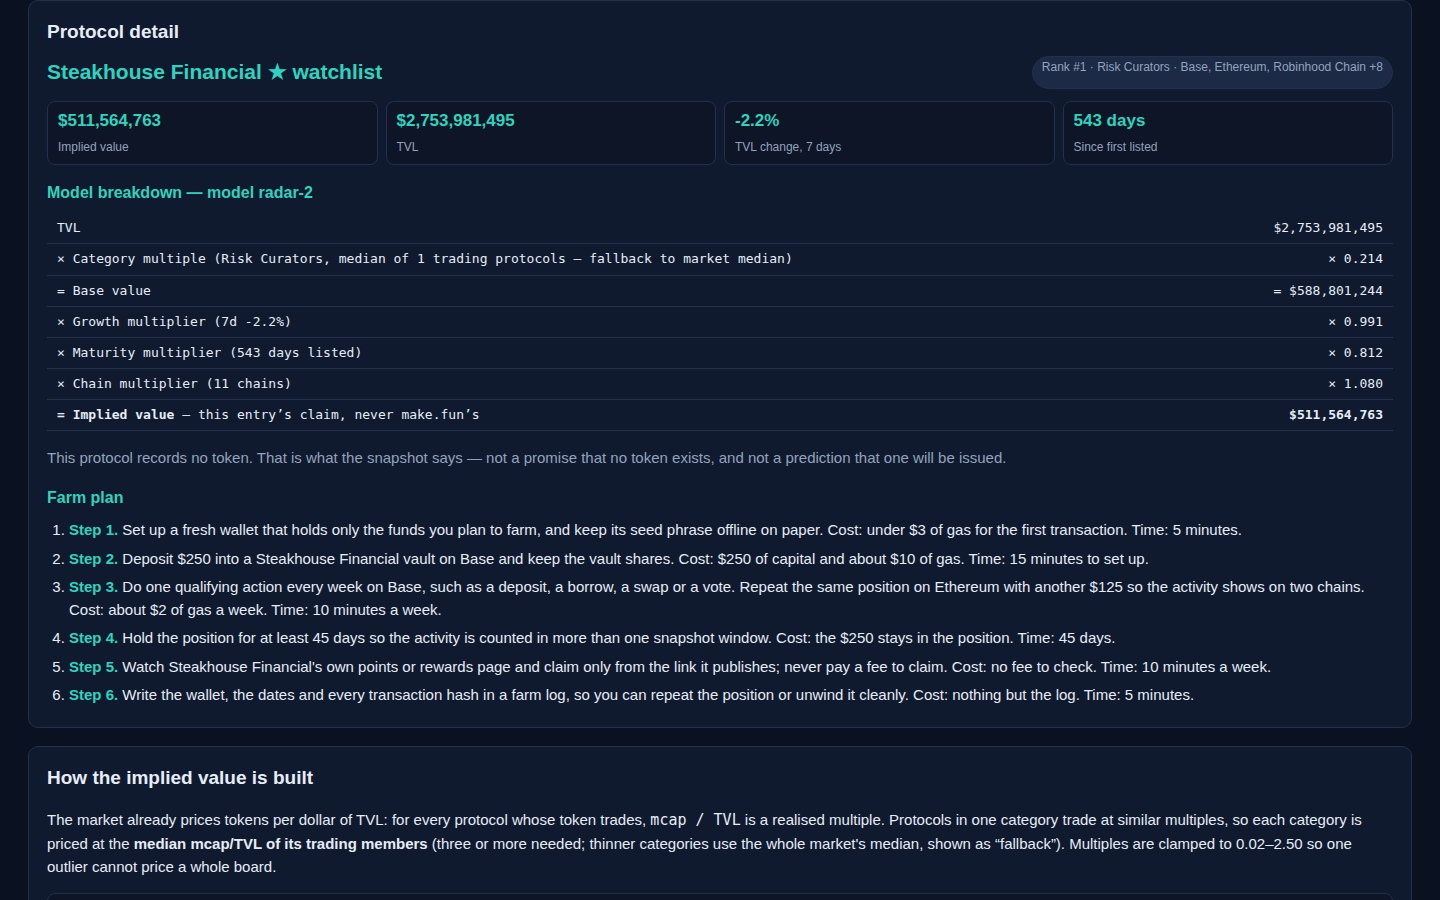 Protocol detail
Steakhouse Financial ★ watchlist
Rank #1 · Risk Curators · Base, Ethereum, Robinhood Chain +8
$511,564,763
Implied value
$2,753,981,495
TVL
-2.2%
TVL change, 7 days
543 days
Since first listed
Model breakdown — model radar-2
TVL $2,753,981,495
× Category multiple (Risk Curators, median of 1 trading protocols — fallback to market median) × 0.214
= Base value = $588,801,244
× Growth multiplier (7d -2.2%) × 0.991
× Maturity multiplier (543 days listed) × 0.812
× Chain multiplier (11 chains) × 1.080
= Implied value — this entry’s claim, never make.fun’s $511,564,763
This protocol records no token. That is what the snapshot says — not a promise that no token exists, and not a prediction that one will be issued.
Farm plan
1. Step 1. Set up a fresh wallet that holds only the funds you plan to farm, and keep its seed phrase offline on paper. Cost: under $3 of gas for the first transaction. Time: 5 minutes.
2. Step 2. Deposit $250 into a Steakhouse Financial vault on Base and keep the vault shares. Cost: $250 of capital and about $10 of gas. Time: 15 minutes to set up.
3. Step 3. Do one qualifying action every week on Base, such as a deposit, a borrow, a swap or a vote. Repeat the same position on Ethereum with another $125 so the activity shows on two chains.
Cost: about $2 of gas a week. Time: 10 minutes a week.
4. Step 4. Hold the position for at least 45 days so the activity is counted in more than one snapshot window. Cost: the $250 stays in the position. Time: 45 days.
5. Step 5. Watch Steakhouse Financial's own points or rewards page and claim only from the link it publishes; never pay a fee to claim. Cost: no fee to check. Time: 10 minutes a week.
6. Step 6. Write the wallet, the dates and every transaction hash in a farm log, so you can repeat the position or unwind it cleanly. Cost: nothing but the log. Time: 5 minutes.
How the implied value is built
The market already prices tokens per dollar of TVL: for every protocol whose token trades, mcap / TVL is a realised multiple. Protocols in one category trade at similar multiples, so each category is
priced at the median mcap/TVL of its trading members (three or more needed; thinner categories use the whole market's median, shown as “fallback”). Multiples are clamped to 0.02–2.50 so one
outlier cannot price a whole board.